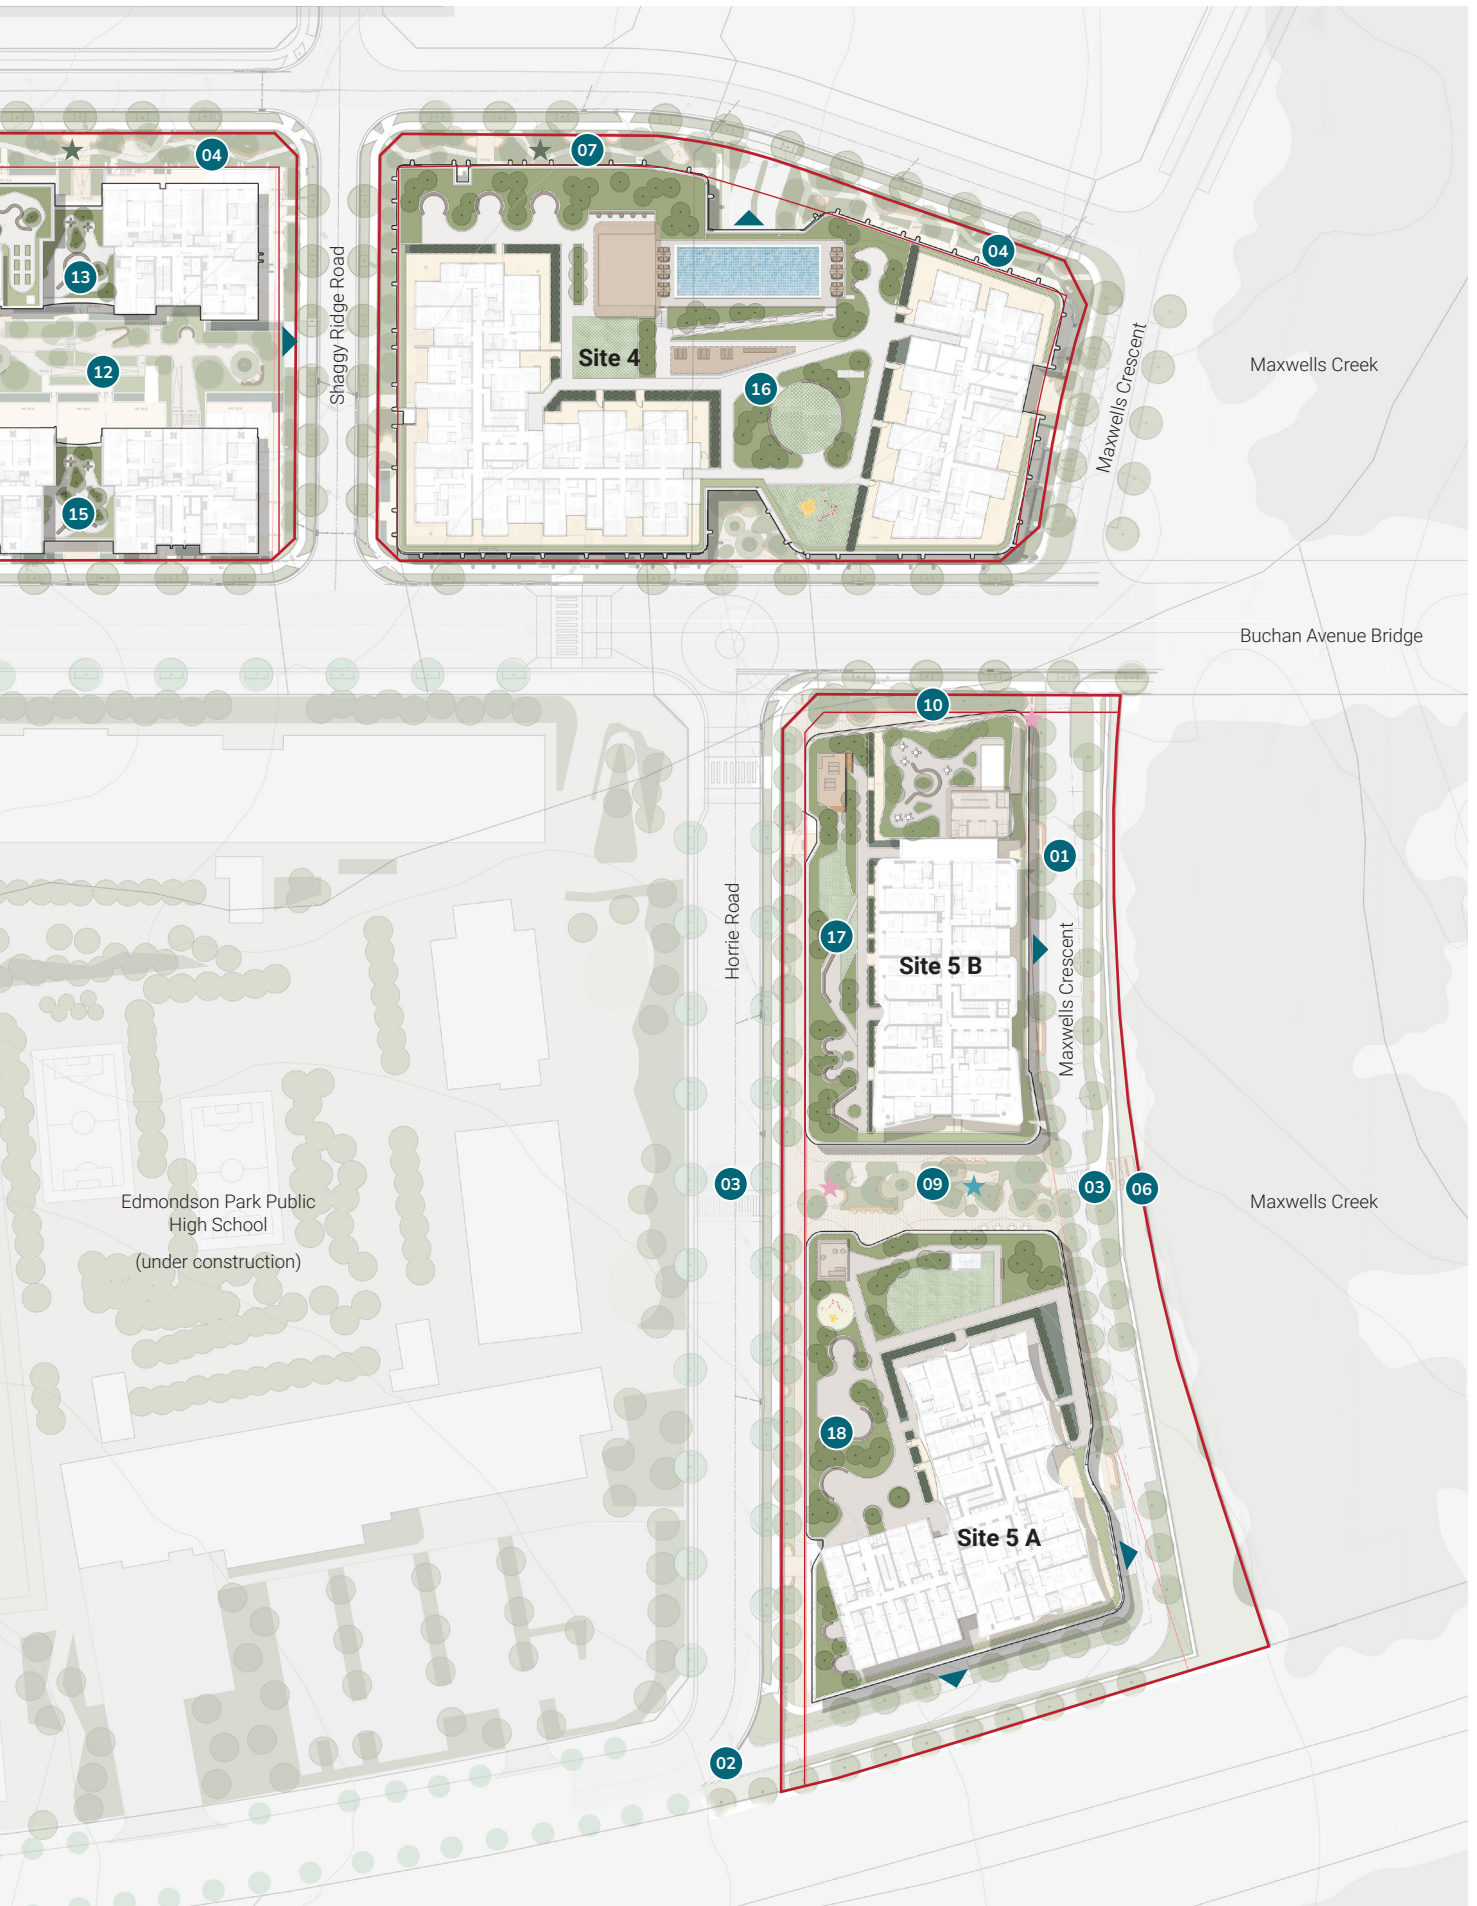 04
07
04
13
Shaggy Ridge Road
Maxwells Crescent
Site 4
Maxwells Creek
12
16
15
Buchan Avenue Bridge
10
01
Horrie Road
17
Site 5 B
Maxwells Crescent
03
09
03
06
Edmondson Park Public
High School
(under construction)
Maxwells Creek
18
Site 5 A
02